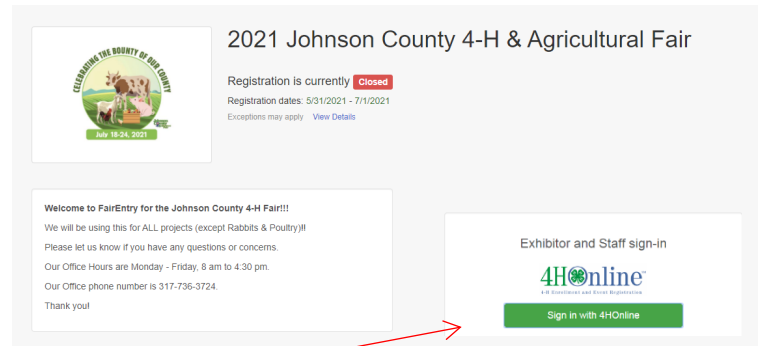 CELEBRATING THE BOUNTY OF OUR COUNTY
July 18-24, 2021
2021 Johnson County 4-H & Agricultural Fair
Registration is currently Closed
Registration dates: 5/31/2021 - 7/1/2021
Exceptions may apply View Details
Welcome to FairEntry for the Johnson County 4-H Fair!!!
We will be using this for ALL projects (except Rabbits & Poultry)!!
Please let us know if you have any questions or concerns.
Our Office Hours are Monday - Friday, 8 am to 4:30 pm.
Our Office phone number is 317-736-3724.
Thank you!
Exhibitor and Staff sign-in
4HOnline
4-H Enrollment and Event Registration
Sign in with 4HOnline